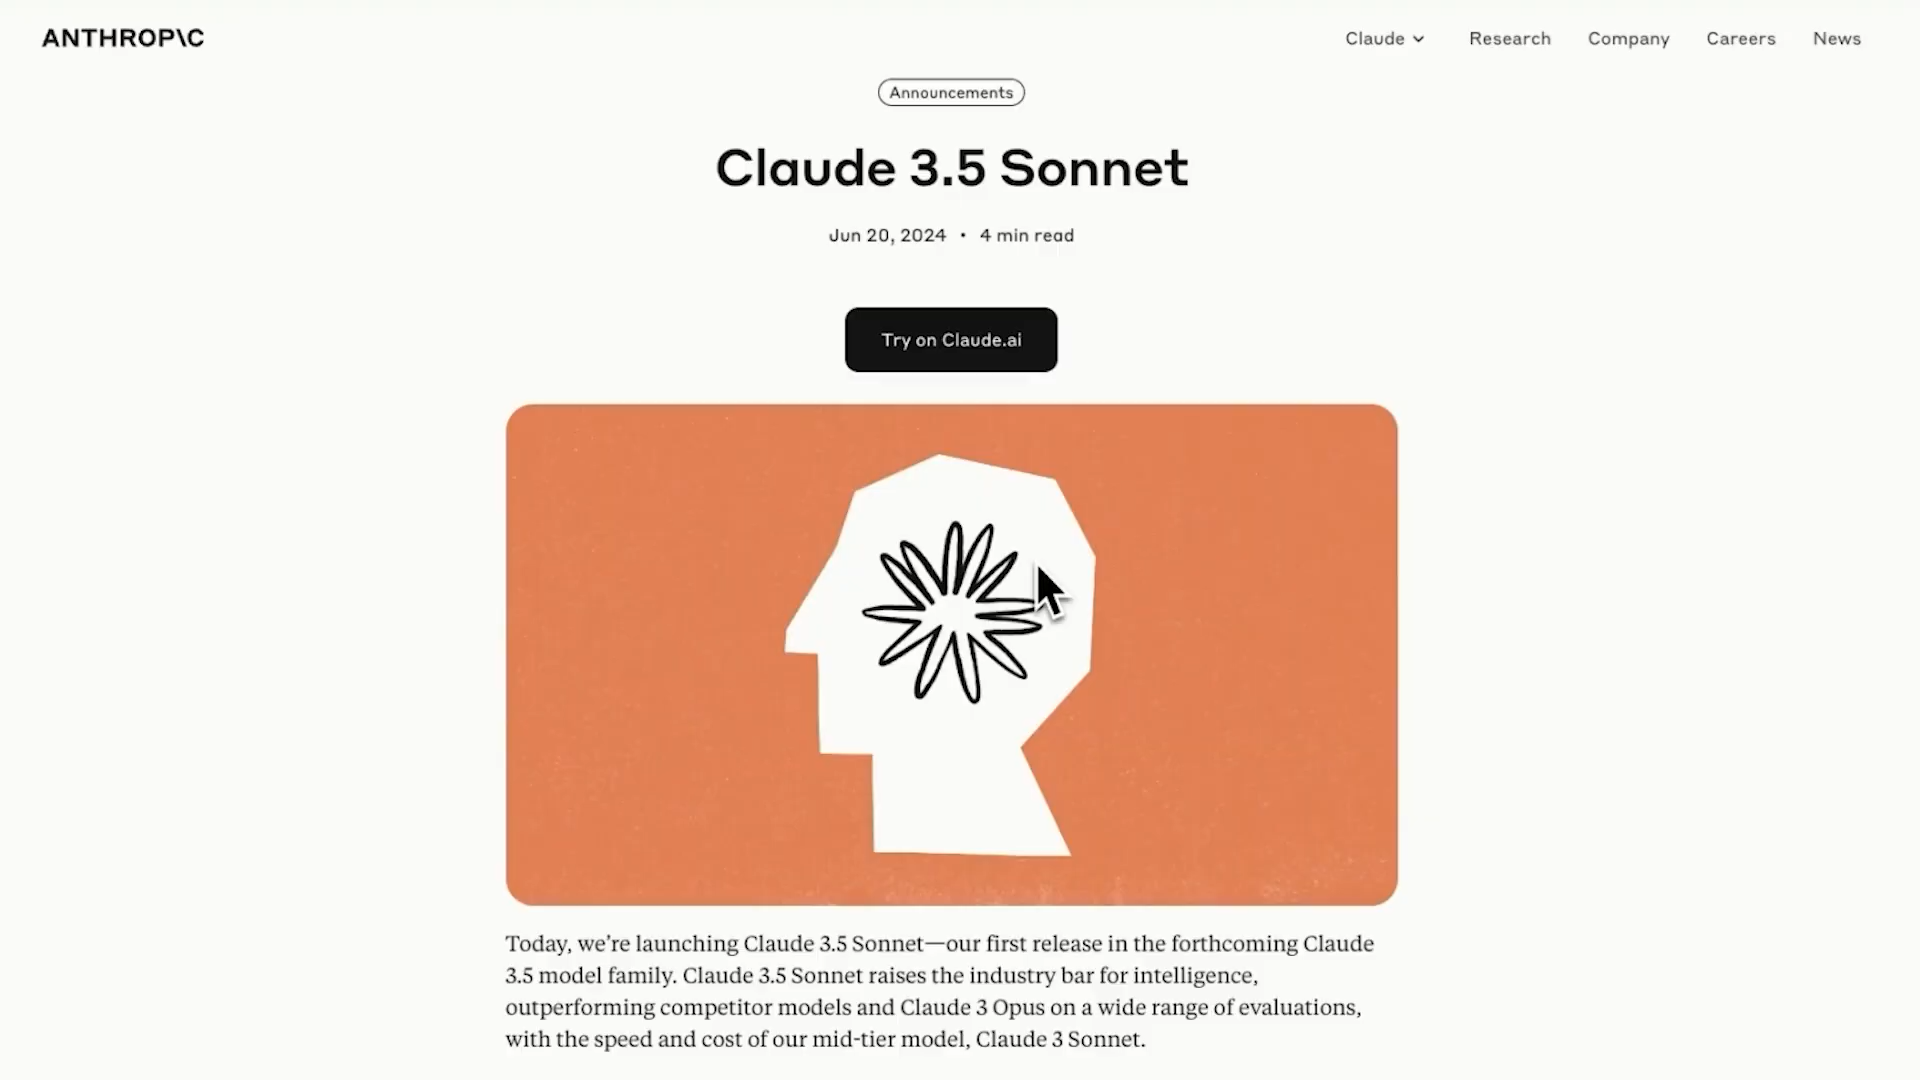 ANTHROP\C
Claude Research Company Careers News
Announcements
Claude 3.5 Sonnet
Jun 20, 2024 • 4 min read
Try on Claude.ai
Today, we’re launching Claude 3.5 Sonnet—our first release in the forthcoming Claude
3.5 model family. Claude 3.5 Sonnet raises the industry bar for intelligence,
outperforming competitor models and Claude 3 Opus on a wide range of evaluations,
with the speed and cost of our mid-tier model, Claude 3 Sonnet.